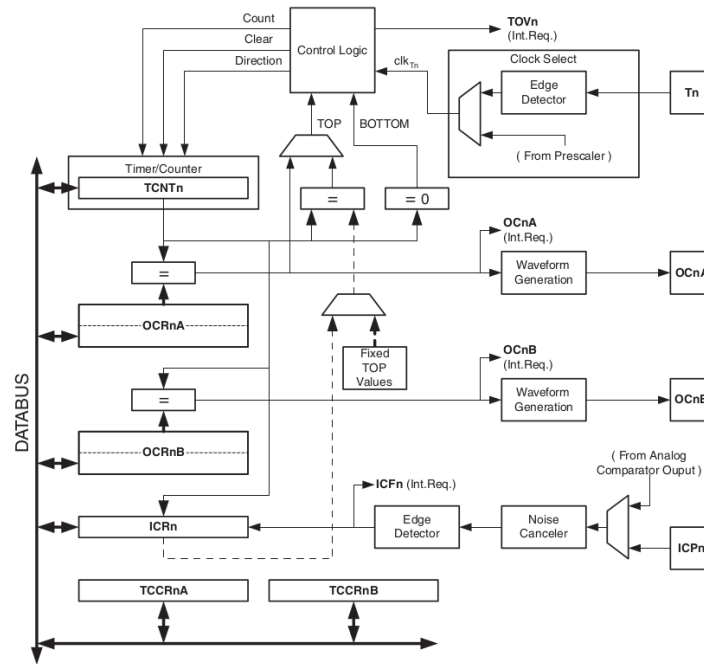 Count
Clear
Direction
Control Logic
TOVn
(Int.Req.)
clkTn
Clock Select
Edge
Detector
Tn
( From Prescaler )
TOP
BOTTOM
Timer/Counter
TCNTn
=
= 0
OCnA
(Int.Req.)
=
Waveform
Generation
OCnA
OCRnA
Fixed
TOP
Values
OCnB
(Int.Req.)
=
Waveform
Generation
OCnB
DATABUS
OCRnB
( From Analog
Comparator Ouput )
ICFn (Int.Req.)
ICRn
Edge
Detector
Noise
Canceler
ICPn
TCCRnA
TCCRnB